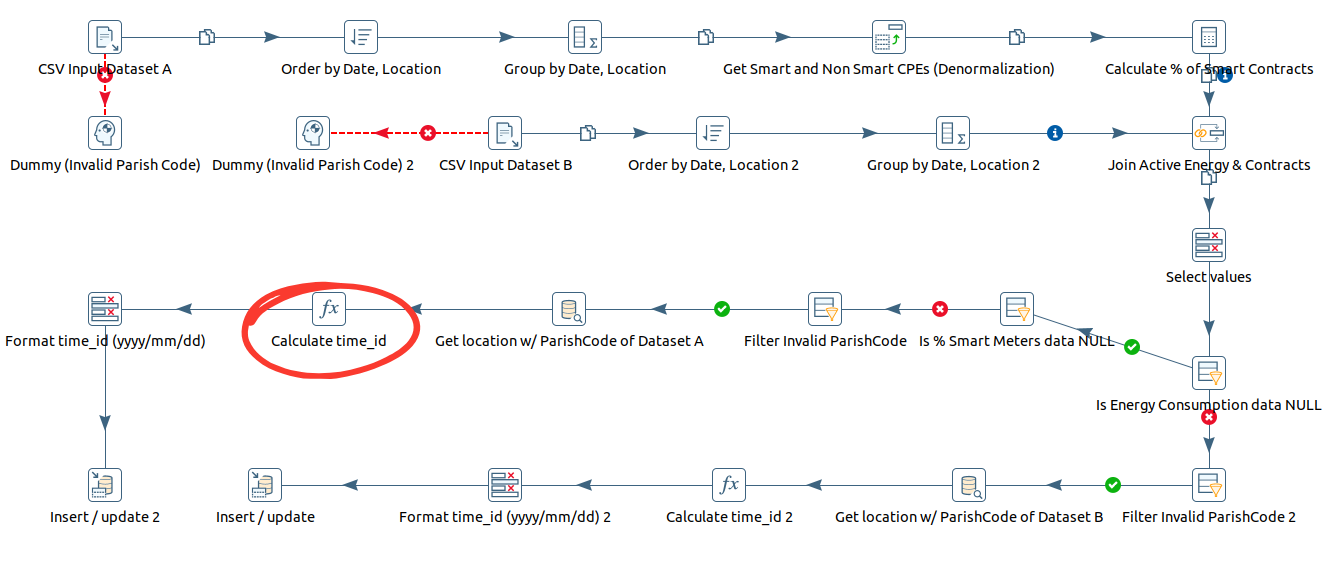 CSV Input Dataset A
Order by Date, Location
Group by Date, Location
Get Smart and Non Smart CPEs (Denormalization)
Calculate % of Smart Contracts
Dummy (Invalid Parish Code)
Dummy (Invalid Parish Code) 2
CSV Input Dataset B
Order by Date, Location 2
Group by Date, Location 2
Join Active Energy & Contracts
Select values
Format time_id (yyyy/mm/dd)
fx
Calculate time_id
Get location w/ ParishCode of Dataset A
Filter Invalid ParishCode
Is % Smart Meters data NULL
Is Energy Consumption data NULL
Insert / update 2
Insert / update
Format time_id (yyyy/mm/dd) 2
fx
Calculate time_id 2
Get location w/ ParishCode of Dataset B
Filter Invalid ParishCode 2